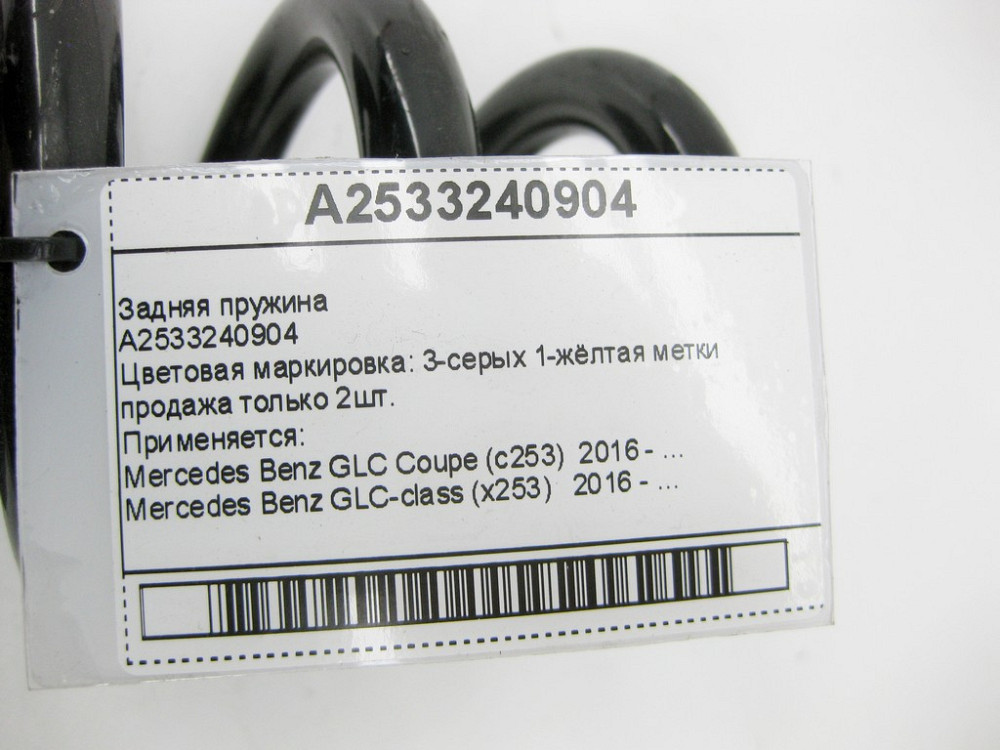 A2533240904
Задняя пружина
A2533240904
Цветовая маркировка: 3-серых 1-жёлтая метки
продажа только 2шт.
Применяется:
Mercedes Benz GLC Coupe (c253) 2016 - ...
Mercedes Benz GLC-class (x253) 2016 - ...